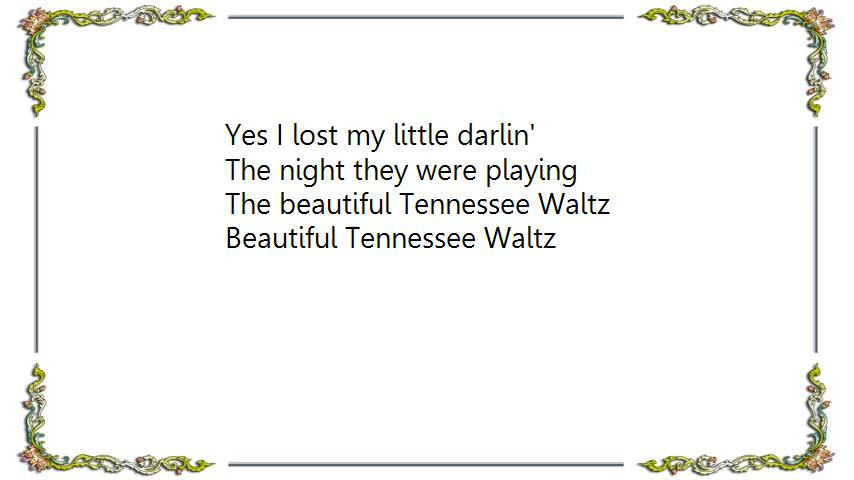 Yes I lost my little darlin'
The night they were playing
The beautiful Tennessee Waltz
Beautiful Tennessee Waltz